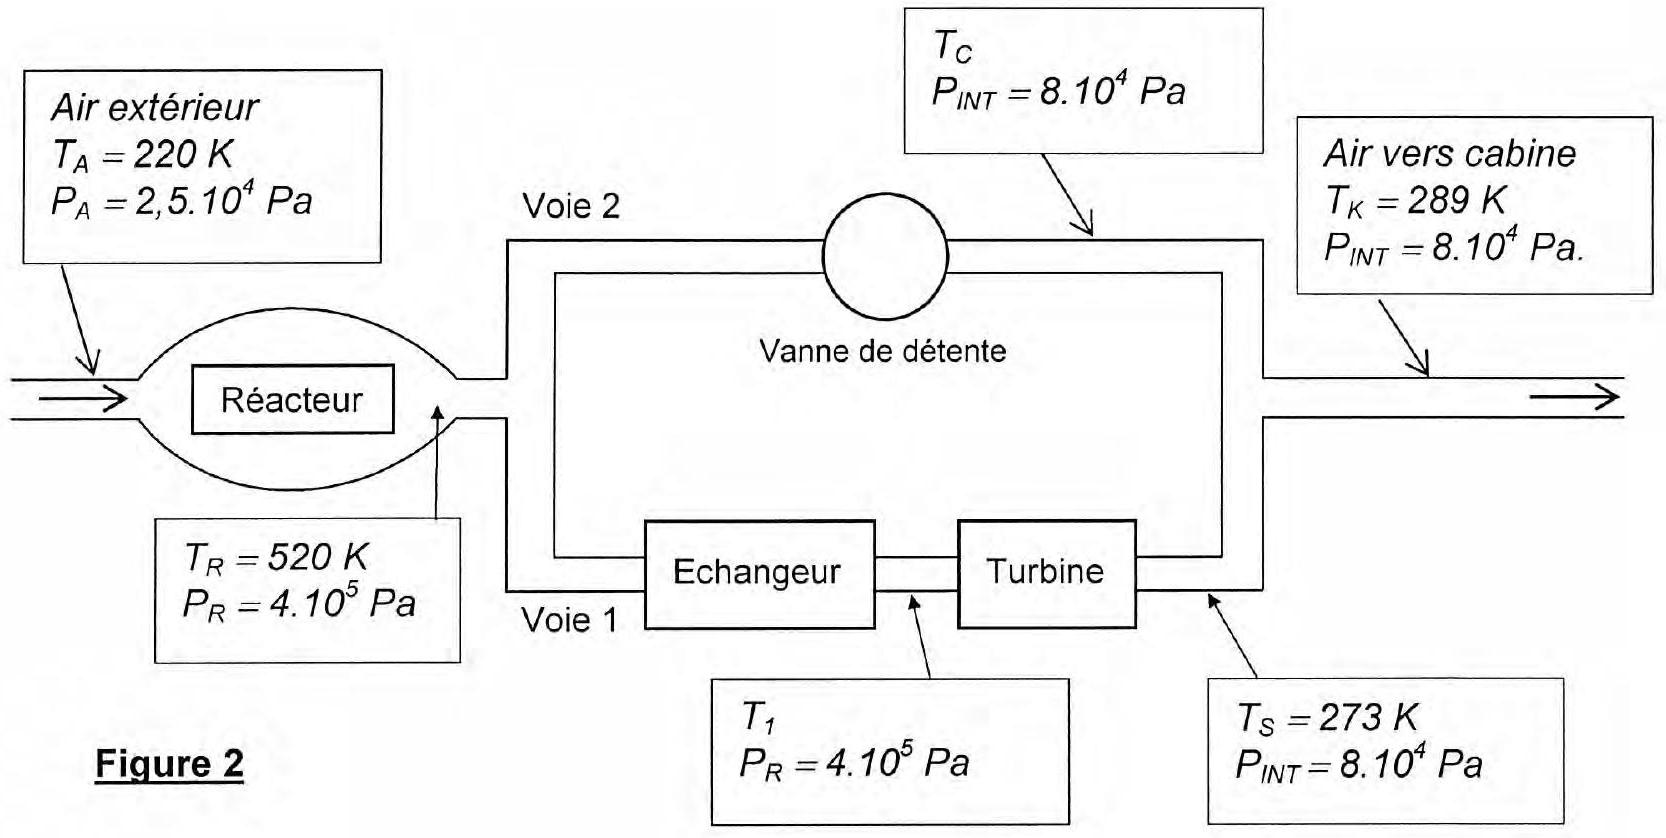 T_C
P_INT = 8.10^4 Pa
Air extérieur
T_A = 220 K
P_A = 2,5.10^4 Pa
Air vers cabine
T_K = 289 K
P_INT = 8.10^4 Pa.
Voie 2
Vanne de détente
Réacteur
T_R = 520 K
P_R = 4.10^5 Pa
Echangeur
Turbine
Voie 1
T_1
P_R = 4.10^5 Pa
T_S = 273 K
P_INT = 8.10^4 Pa
Figure 2